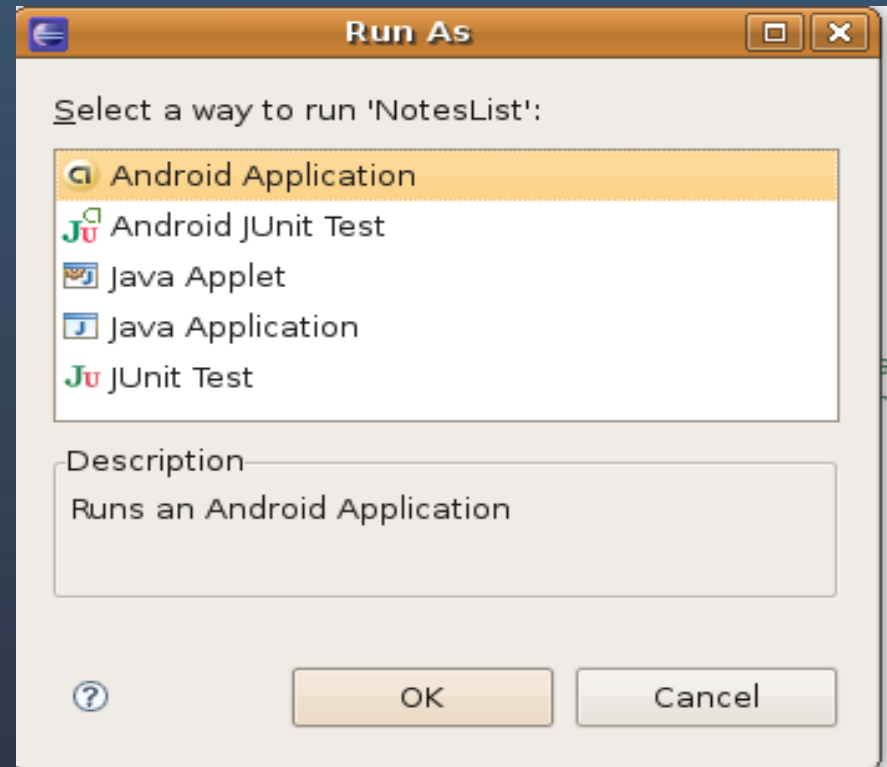 Run As
Select a way to run 'NotesList':
Android Application
Android JUnit Test
Java Applet
Java Application
JUnit Test
Description
Runs an Android Application
OK
Cancel